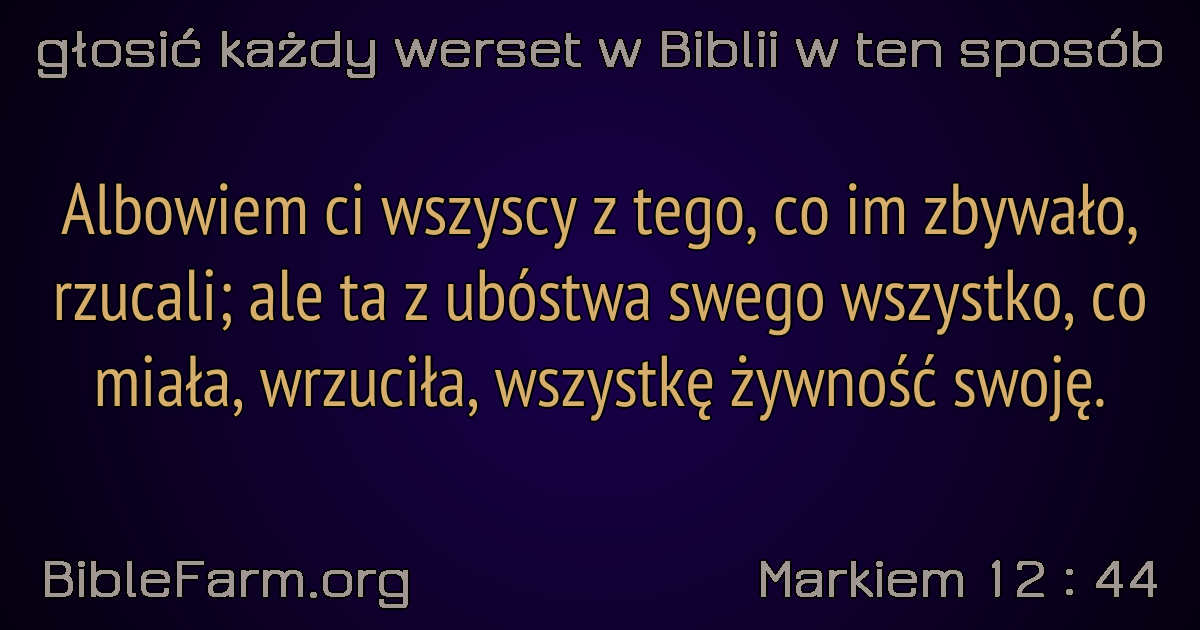 głosić każdy werset w Biblii w ten sposób
Albowiem ci wszyscy z tego, co im zbywało,
rzucali; ale ta z ubóstwa swego wszystko, co
miała, wrzuciła, wszystkę żywność swoję.
BibleFarm.org
Markiem 12 : 44